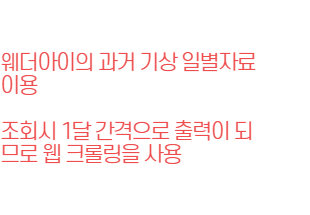 웨더아이의 과거 기상 일별자료
이용
조회시 1달 간격으로 출력이 되
므로 웹 크롤링을 사용